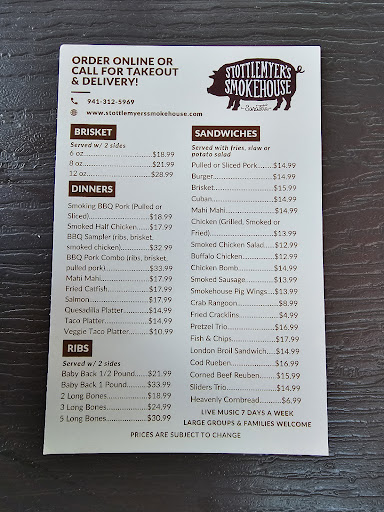 ORDER ONLINE OR
CALL FOR TAKEOUT
& DELIVERY!
941-312-5969
www.stottlemyerssmokehouse.com
STOTTLEMYER'S
SMOKEHOUSE
Sarasota
BRISKET
Served w/ 2 sides
6 oz.....................$18.99
8 oz.....................$21.99
12 oz....................$28.99
DINNERS
Smoking BBQ Pork (Pulled or
Sliced)..................$18.99
Smoked Half Chicken......$17.99
BBQ Sampler (ribs, brisket,
smoked chicken)..........$32.99
BBQ Pork Combo (ribs, brisket,
pulled pork).............$33.99
Mahi Mahi................$17.99
Fried Catfish............$17.99
Salmon...................$17.99
Quesadilla Platter.......$14.99
Taco Platter.............$14.99
Veggie Taco Platter......$10.99
RIBS
Served w/ 2 sides
Baby Back 1/2 Pound......$21.99
Baby Back 1 Pound........$33.99
2 Long Bones.............$18.99
3 Long Bones.............$24.99
5 Long Bones.............$30.99
SANDWICHES
Served with fries, slaw or
potato salad
Pulled or Sliced Pork....$14.99
Burger...................$14.99
Brisket..................$15.99
Cuban....................$14.99
Mahi Mahi................$14.99
Chicken (Grilled, Smoked or
Fried)...................$13.99
Smoked Chicken Salad.....$12.99
Buffalo Chicken..........$12.99
Chicken Bomb.............$14.99
Smoked Sausage...........$13.99
Smokehouse Pig Wings.....$13.99
Crab Rangoon.............$8.99
Fried Cracklins..........$4.99
Pretzel Trio.............$16.99
Fish & Chips.............$17.99
London Broil Sandwich....$14.99
Cod Rueben...............$16.99
Corned Beef Reuben.......$15.99
Sliders Trio.............$14.99
Heavenly Cornbread.......$6.99
LIVE MUSIC 7 DAYS A WEEK
LARGE GROUPS & FAMILIES WELCOME
PRICES ARE SUBJECT TO CHANGE